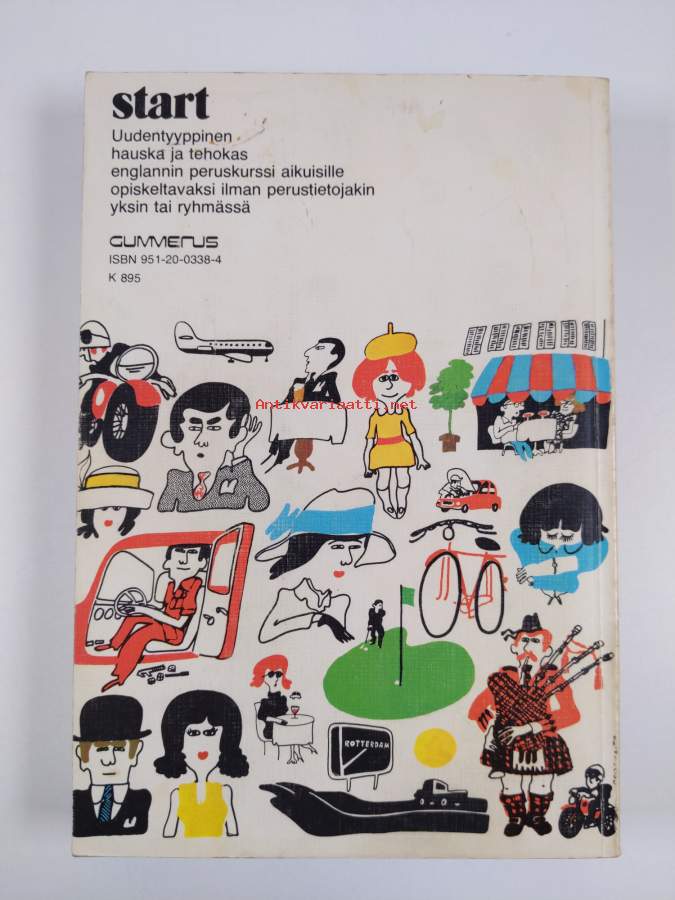 start
Uudentyyppinen
hauska ja tehokas
englannin peruskurssi aikuisille
opiskeltavaksi ilman perustietojakin
yksin tai ryhmässä
GUMMERUS
ISBN 951-20-0338-4
K 895
Antikvariaatti.net
ROTTERDAM